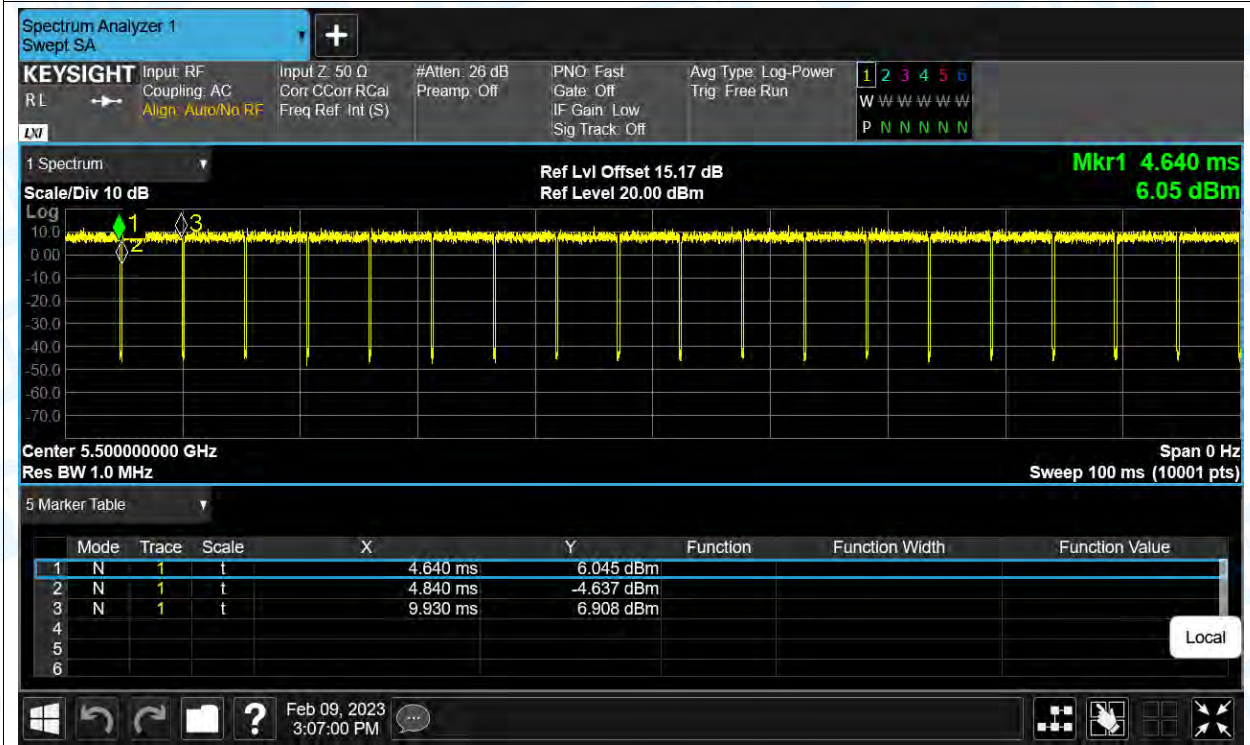 Spectrum Analyzer 1
Swept SA
+
KEYSIGHT Input: RF Input Z: 50 Ω #Atten: 26 dB PNO: Fast Avg Type: Log-Power 1 2 3 4 5 6
RL Coupling: AC Corr CCorr RCal Preamp: Off Gate: Off Trig: Free Run W W W W W W
Align: Auto/No RF Freq Ref: Int (S) IF Gain: Low
LXI Sig Track: Off P N N N N N
1 Spectrum Ref Lvl Offset 15.17 dB Mkr1 4.640 ms
Scale/Div 10 dB Ref Level 20.00 dBm 6.05 dBm
Log
1 3
10.0
2
0.00
-10.0
-20.0
-30.0
-40.0
-50.0
-60.0
-70.0
Center 5.500000000 GHz Span 0 Hz
Res BW 1.0 MHz Sweep 100 ms (10001 pts)
5 Marker Table
Mode Trace Scale X Y Function Function Width Function Value
1 N 1 t 4.640 ms 6.045 dBm
2 N 1 t 4.840 ms -4.637 dBm
3 N 1 t 9.930 ms 6.908 dBm
4
5
6
Local
? Feb 09, 2023
3:07:00 PM